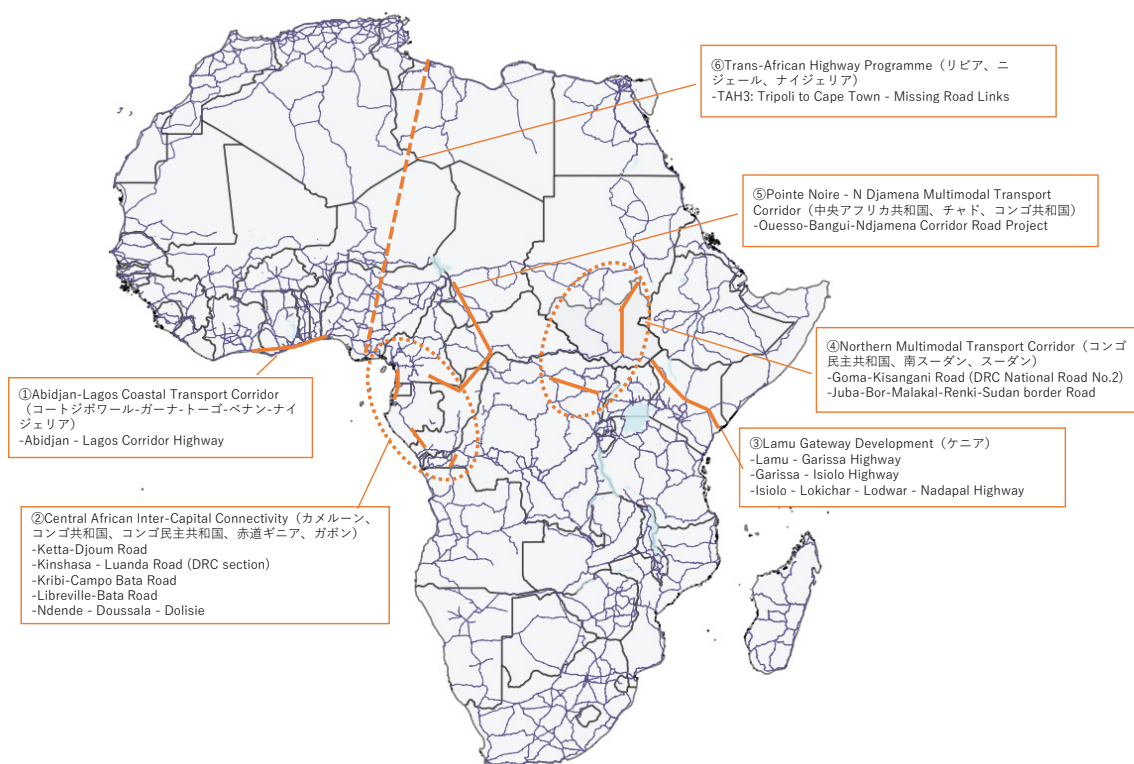 ⑥Trans-African Highway Programme（リビア、ニ
ジェール、ナイジェリア）
-TAH3: Tripoli to Cape Town - Missing Road Links
⑤Pointe Noire - N Djamena Multimodal Transport
Corridor（中央アフリカ共和国、チャド、コンゴ共和国）
-Ouesso-Bangui-Ndjamena Corridor Road Project
④Northern Multimodal Transport Corridor（コンゴ
民主共和国、南スーダン、スーダン）
-Goma-Kisangani Road (DRC National Road No.2)
-Juba-Bor-Malakal-Renki-Sudan border Road
①Abidjan-Lagos Coastal Transport Corridor
（コートジボワール-ガーナ-トーゴ-ベナン-ナイ
ジェリア）
-Abidjan - Lagos Corridor Highway
③Lamu Gateway Development（ケニア）
-Lamu - Garissa Highway
-Garissa - Isiolo Highway
-Isiolo - Lokichar - Lodwar - Nadapal Highway
②Central African Inter-Capital Connectivity（カメルーン、
コンゴ共和国、コンゴ民主共和国、赤道ギニア、ガボン）
-Ketta-Djoum Road
-Kinshasa - Luanda Road (DRC section)
-Kribi-Campo Bata Road
-Libreville-Bata Road
-Ndende - Doussala - Dolisie